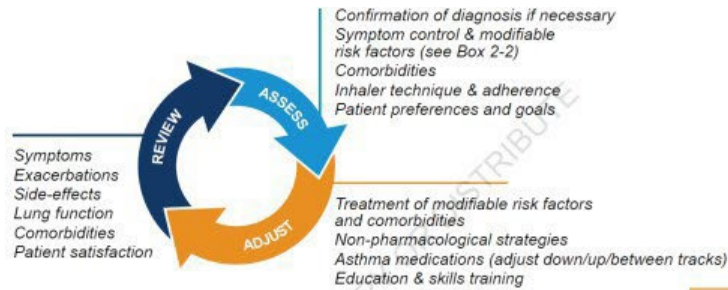 Confirmation of diagnosis if necessary
Symptom control & modifiable
risk factors (see Box 2-2)
Comorbidities
Inhaler technique & adherence
Patient preferences and goals
ASSESS
REVIEW
Symptoms
Exacerbations
Side-effects
Lung function
Comorbidities
Patient satisfaction
ADJUST
Treatment of modifiable risk factors
and comorbidities
Non-pharmacological strategies
Asthma medications (adjust down/up/between tracks)
Education & skills training
DISTRIBUTE